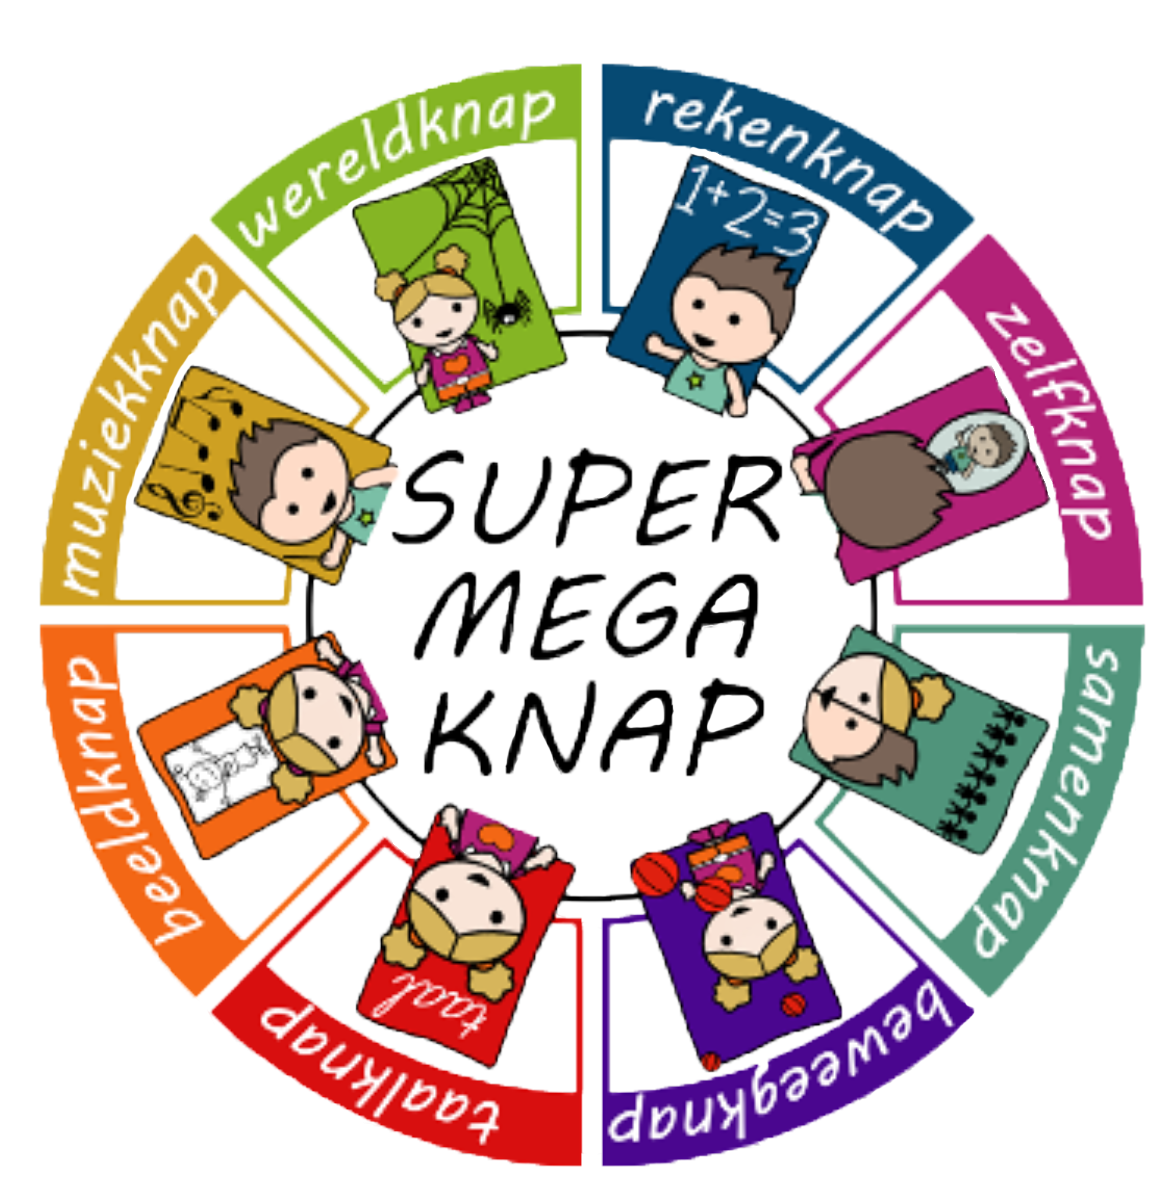 wereldknap
rekenknap
1+2=3
zelfknap
muziekknap
SUPER
MEGA
KNAP
samenknap
beeldknap
taal
taalknap
beweegknap